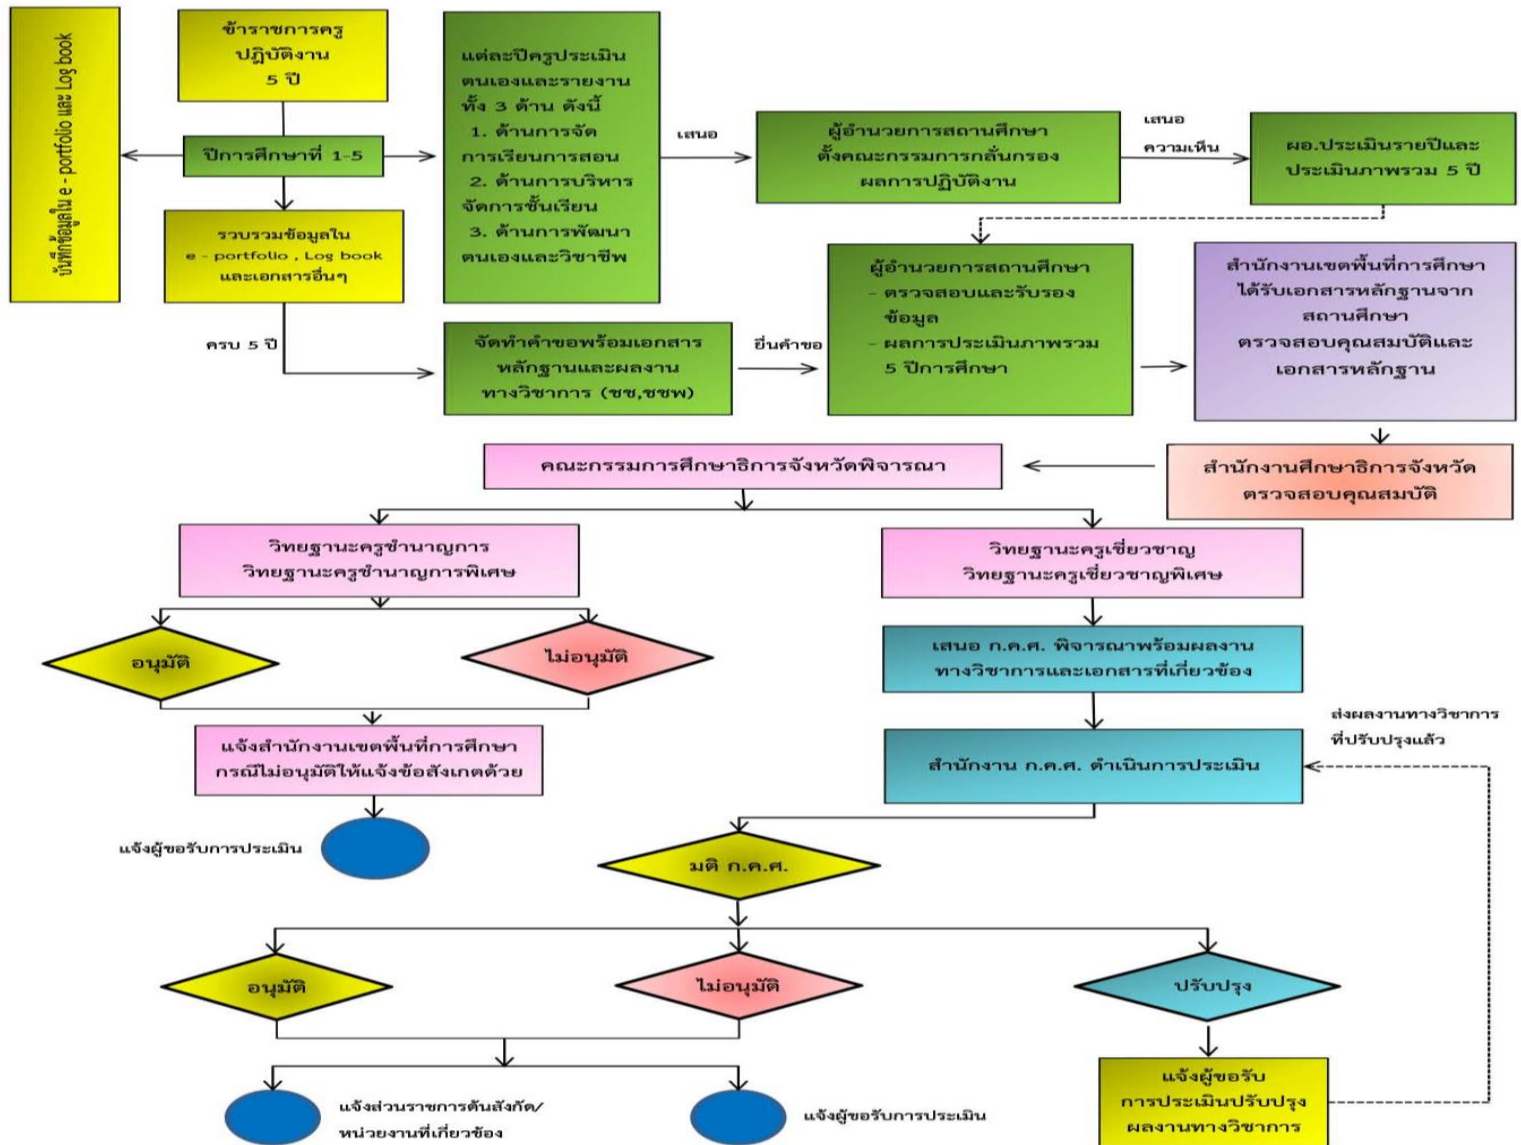 บันทึกข้อมูลใน e - portfolio และ Log book
ข้าราชการครู
ปฏิบัติงาน
5 ปี
ปีการศึกษาที่ 1-5
รวบรวมข้อมูลใน
e - portfolio , Log book
และเอกสารอื่นๆ
ครบ 5 ปี
แต่ละปีครูประเมิน
ตนเองและรายงาน
ทั้ง 3 ด้าน ดังนี้
1. ด้านการจัด
การเรียนการสอน
2. ด้านการบริหาร
จัดการชั้นเรียน
3. ด้านการพัฒนา
ตนเองและวิชาชีพ
เสนอ
ผู้อำนวยการสถานศึกษา
ตั้งคณะกรรมการกลั่นกรอง
ผลการปฏิบัติงาน
เสนอ
ความเห็น
ผอ.ประเมินรายปีและ
ประเมินภาพรวม 5 ปี
จัดทำคำขอพร้อมเอกสาร
หลักฐานและผลงาน
ทางวิชาการ (ชช,ชชพ)
ยื่นคำขอ
ผู้อำนวยการสถานศึกษา
- ตรวจสอบและรับรอง
ข้อมูล
- ผลการประเมินภาพรวม
5 ปีการศึกษา
สำนักงานเขตพื้นที่การศึกษา
ได้รับเอกสารหลักฐานจาก
สถานศึกษา
ตรวจสอบคุณสมบัติและ
เอกสารหลักฐาน
สำนักงานศึกษาธิการจังหวัด
ตรวจสอบคุณสมบัติ
คณะกรรมการศึกษาธิการจังหวัดพิจารณา
วิทยฐานะครูชำนาญการ
วิทยฐานะครูชำนาญการพิเศษ
อนุมัติ
ไม่อนุมัติ
แจ้งสำนักงานเขตพื้นที่การศึกษา
กรณีไม่อนุมัติให้แจ้งข้อสังเกตด้วย
แจ้งผู้ขอรับการประเมิน
วิทยฐานะครูเชี่ยวชาญ
วิทยฐานะครูเชี่ยวชาญพิเศษ
เสนอ ก.ค.ศ. พิจารณาพร้อมผลงาน
ทางวิชาการและเอกสารที่เกี่ยวข้อง
สำนักงาน ก.ค.ศ. ดำเนินการประเมิน
ส่งผลงานทางวิชาการ
ที่ปรับปรุงแล้ว
มติ ก.ค.ศ.
อนุมัติ
ไม่อนุมัติ
ปรับปรุง
แจ้งส่วนราชการต้นสังกัด/
หน่วยงานที่เกี่ยวข้อง
แจ้งผู้ขอรับการประเมิน
แจ้งผู้ขอรับ
การประเมินปรับปรุง
ผลงานทางวิชาการ